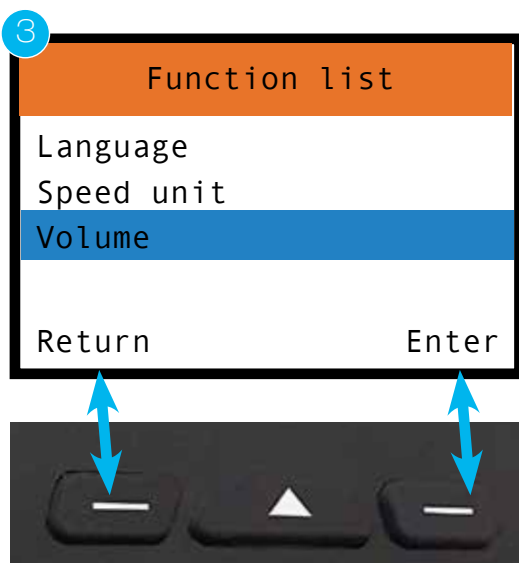 3
Function list
Language
Speed unit
Volume
Return
Enter